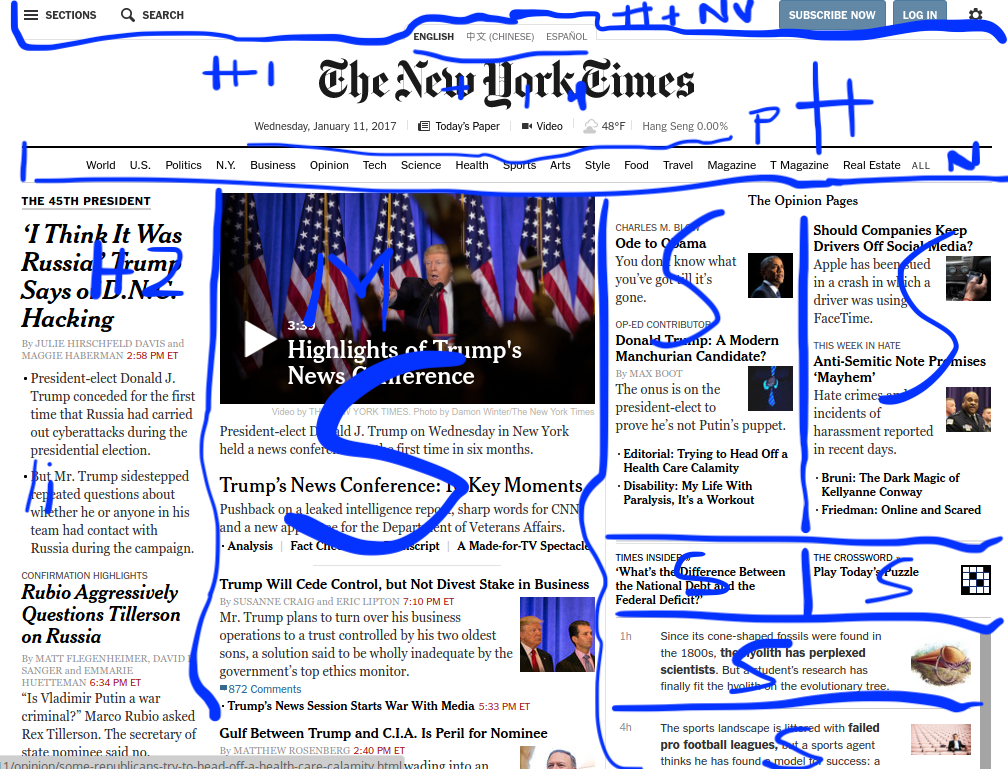 SECTIONS SEARCH H+ NV SUBSCRIBE NOW LOG IN
ENGLISH 中文 (CHINESE) ESPAÑOL
H1
The New York Times
H
Wednesday, January 11, 2017 Today's Paper Video 48°F Hang Seng 0.00%
P
World U.S. Politics N.Y. Business Opinion Tech Science Health Sports Arts Style Food Travel Magazine T Magazine Real Estate ALL
N
THE 45TH PRESIDENT
'I Think It Was
Russia,' Trump
Says of D.N.C.
Hacking
H2
By JULIE HIRSCHFELD DAVIS and
MAGGIE HABERMAN 2:58 PM ET
• President-elect Donald J.
Trump conceded for the first
time that Russia had carried
out cyberattacks during the
presidential election.
• But Mr. Trump sidestepped
repeated questions about
whether he or anyone in his
team had contact with
Russia during the campaign.
li
CONFIRMATION HIGHLIGHTS
Rubio Aggressively
Questions Tillerson
on Russia
By MATT FLEGENHEIMER, DAVID E.
SANGER and EMMARIE
HUETTEMAN 6:34 PM ET
"Is Vladimir Putin a war
criminal?" Marco Rubio asked
Rex Tillerson. The secretary of
state nominee said no.
M
3:39
Highlights of Trump's
News Conference
S
Video by THE NEW YORK TIMES. Photo by Damon Winter/The New York Times
President-elect Donald J. Trump on Wednesday in New York
held a news conference for the first time in six months.
Trump's News Conference: Key Moments
Pushback on a leaked intelligence report, sharp words for CNN
and a new appointee for the Department of Veterans Affairs.
• Analysis Fact Check Transcript A Made-for-TV Spectacle
Trump Will Cede Control, but Not Divest Stake in Business
By SUSANNE CRAIG and ERIC LIPTON 7:10 PM ET
Mr. Trump plans to turn over his business
operations to a trust controlled by his two oldest
sons, a solution said to be wholly inadequate by the
government's top ethics monitor.
872 Comments
• Trump's News Session Starts War With Media 5:33 PM ET
Gulf Between Trump and C.I.A. Is Peril for Nominee
By MATTHEW ROSENBERG 2:40 PM ET
wading into an
The Opinion Pages
CHARLES M. BLOW
Ode to Obama
You don't know what
you've got till it's
gone.
S
OP-ED CONTRIBUTOR
Donald Trump: A Modern
Manchurian Candidate?
By MAX BOOT
The onus is on the
president-elect to
prove he's not Putin's puppet.
• Editorial: Trying to Head Off a
Health Care Calamity
• Disability: My Life With
Paralysis, It's a Workout
Should Companies Keep
Drivers Off Social Media?
Apple has been sued
in a crash in which a
driver was using
FaceTime.
S
THIS WEEK IN HATE
Anti-Semitic Note Promises
'Mayhem'
Hate crimes and
incidents of
harassment reported
in recent days.
• Bruni: The Dark Magic of
Kellyanne Conway
• Friedman: Online and Scared
TIMES INSIDER »
'What's the Difference Between
the National Debt and the
Federal Deficit?'
S
THE CROSSWORD »
Play Today's Puzzle
S
1h Since its cone-shaped fossils were found in
the 1800s, the hyolith has perplexed
scientists. But a student's research has
finally fit the hyolith on the evolutionary tree.
S
4h The sports landscape is littered with failed
pro football leagues, but a sports agent
thinks he has found a model for success: a
S
11/opinion/some-republicans-try-to-head-off-a-health-care-calamity.html